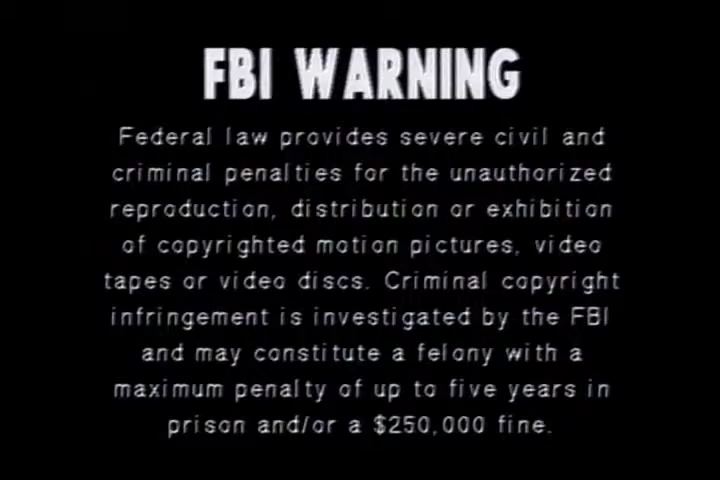 FBI WARNING
Federal law provides severe civil and
criminal penalties for the unauthorized
reproduction, distribution or exhibition
of copyrighted motion pictures, video
tapes or video discs. Criminal copyright
infringement is investigated by the FBI
and may constitute a felony with a
maximum penalty of up to five years in
prison and/or a $250,000 fine.